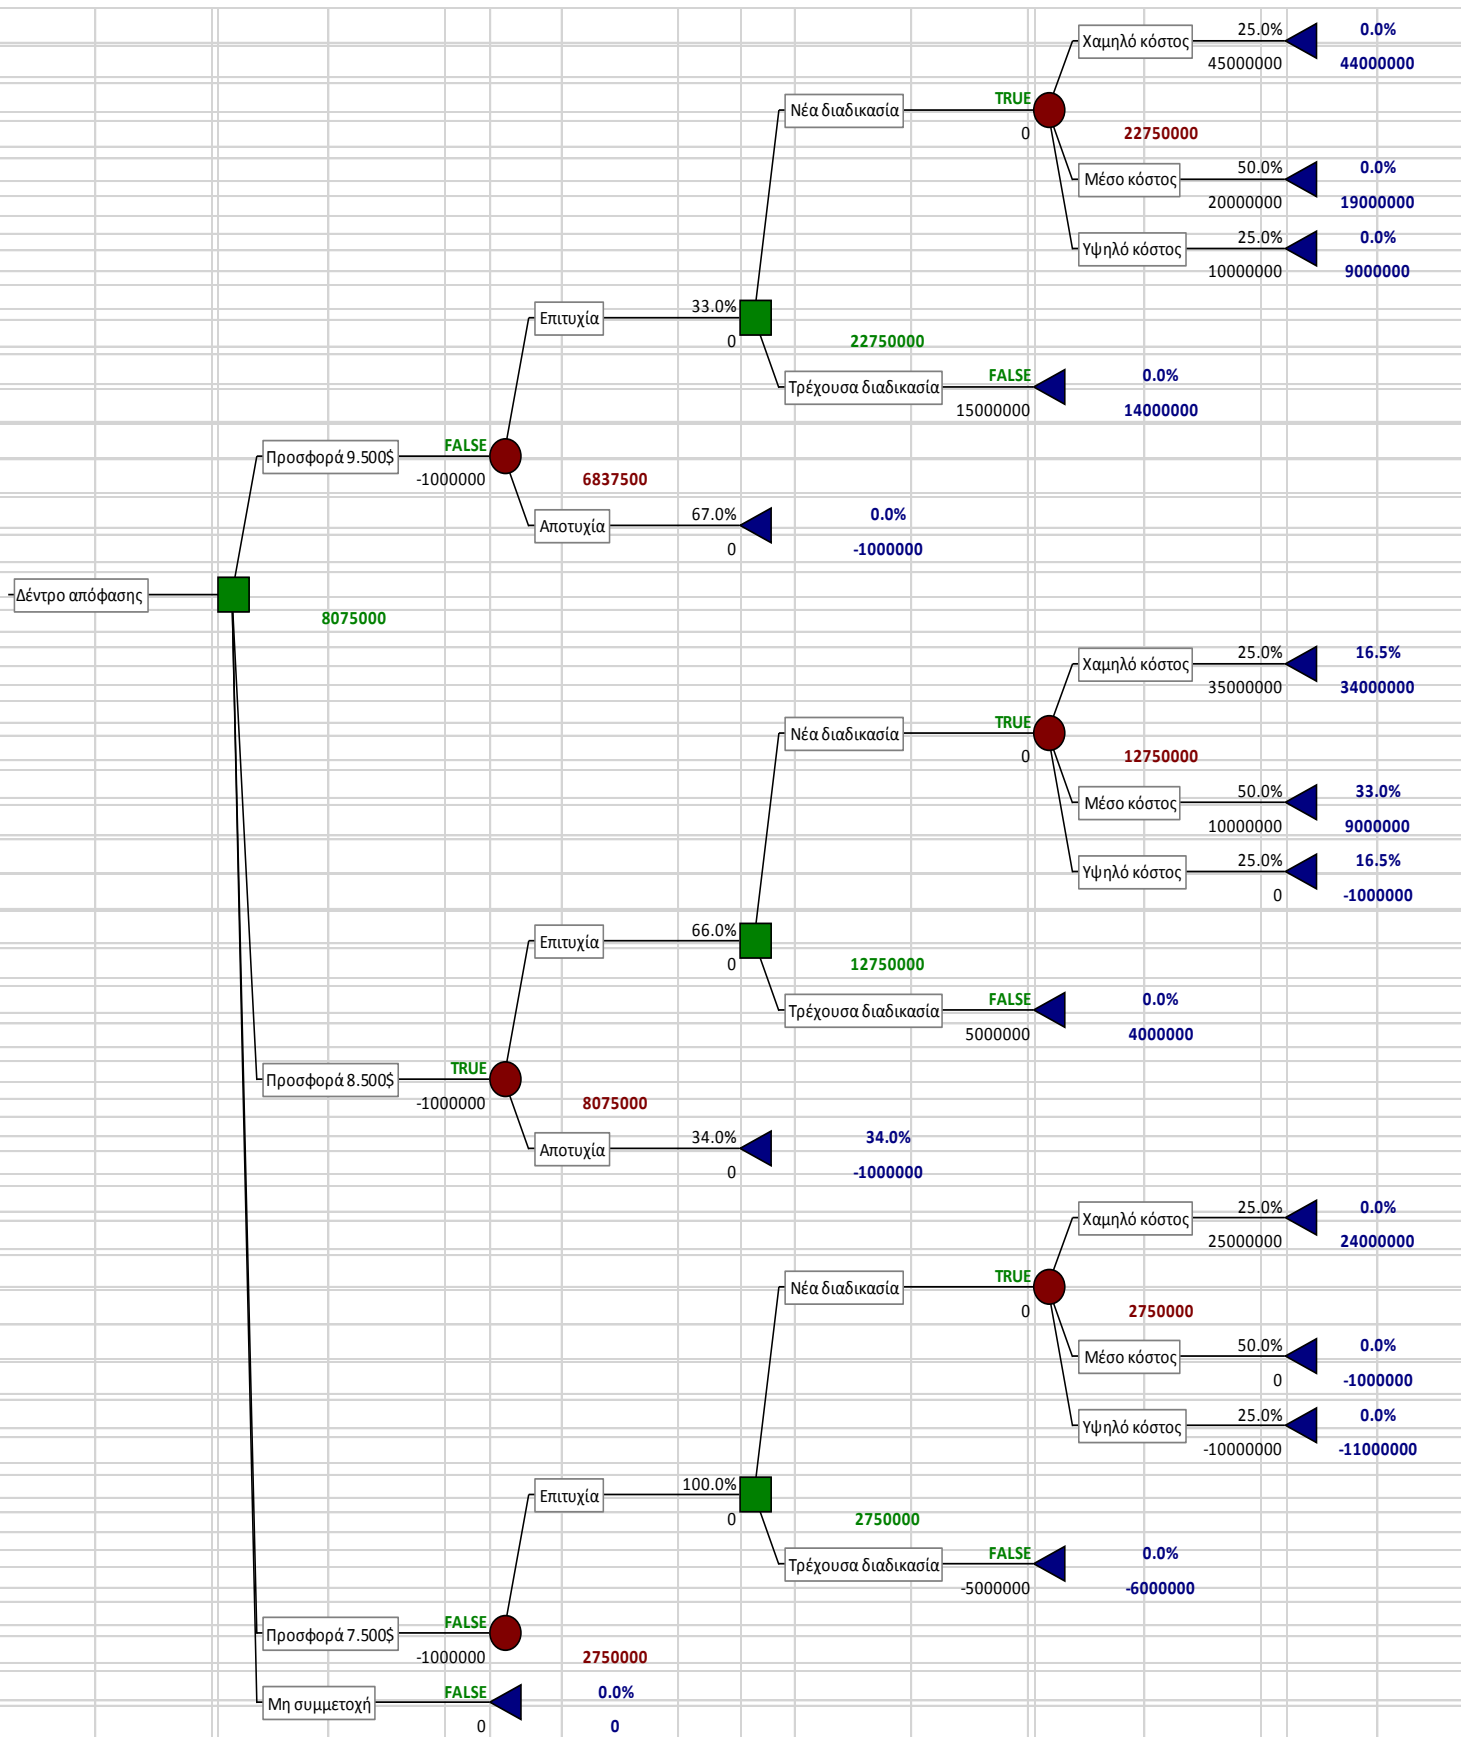 Χαμηλό κόστος 25.0% 0.0%
45000000 44000000
Νέα διαδικασία TRUE
0 22750000
Μέσο κόστος 50.0% 0.0%
20000000 19000000
Υψηλό κόστος 25.0% 0.0%
10000000 9000000
Επιτυχία 33.0%
0 22750000
Τρέχουσα διαδικασία FALSE 0.0%
15000000 14000000
Προσφορά 9.500$ FALSE
-1000000 6837500
Αποτυχία 67.0% 0.0%
0 -1000000
Δέντρο απόφασης
8075000
Χαμηλό κόστος 25.0% 16.5%
35000000 34000000
Νέα διαδικασία TRUE
0 12750000
Μέσο κόστος 50.0% 33.0%
10000000 9000000
Υψηλό κόστος 25.0% 16.5%
0 -1000000
Επιτυχία 66.0%
0 12750000
Τρέχουσα διαδικασία FALSE 0.0%
5000000 4000000
Προσφορά 8.500$ TRUE
-1000000 8075000
Αποτυχία 34.0% 34.0%
0 -1000000
Χαμηλό κόστος 25.0% 0.0%
25000000 24000000
Νέα διαδικασία TRUE
0 2750000
Μέσο κόστος 50.0% 0.0%
0 -1000000
Υψηλό κόστος 25.0% 0.0%
-10000000 -11000000
Επιτυχία 100.0%
0 2750000
Τρέχουσα διαδικασία FALSE 0.0%
-5000000 -6000000
Προσφορά 7.500$ FALSE
-1000000 2750000
Μη συμμετοχή FALSE 0.0%
0 0